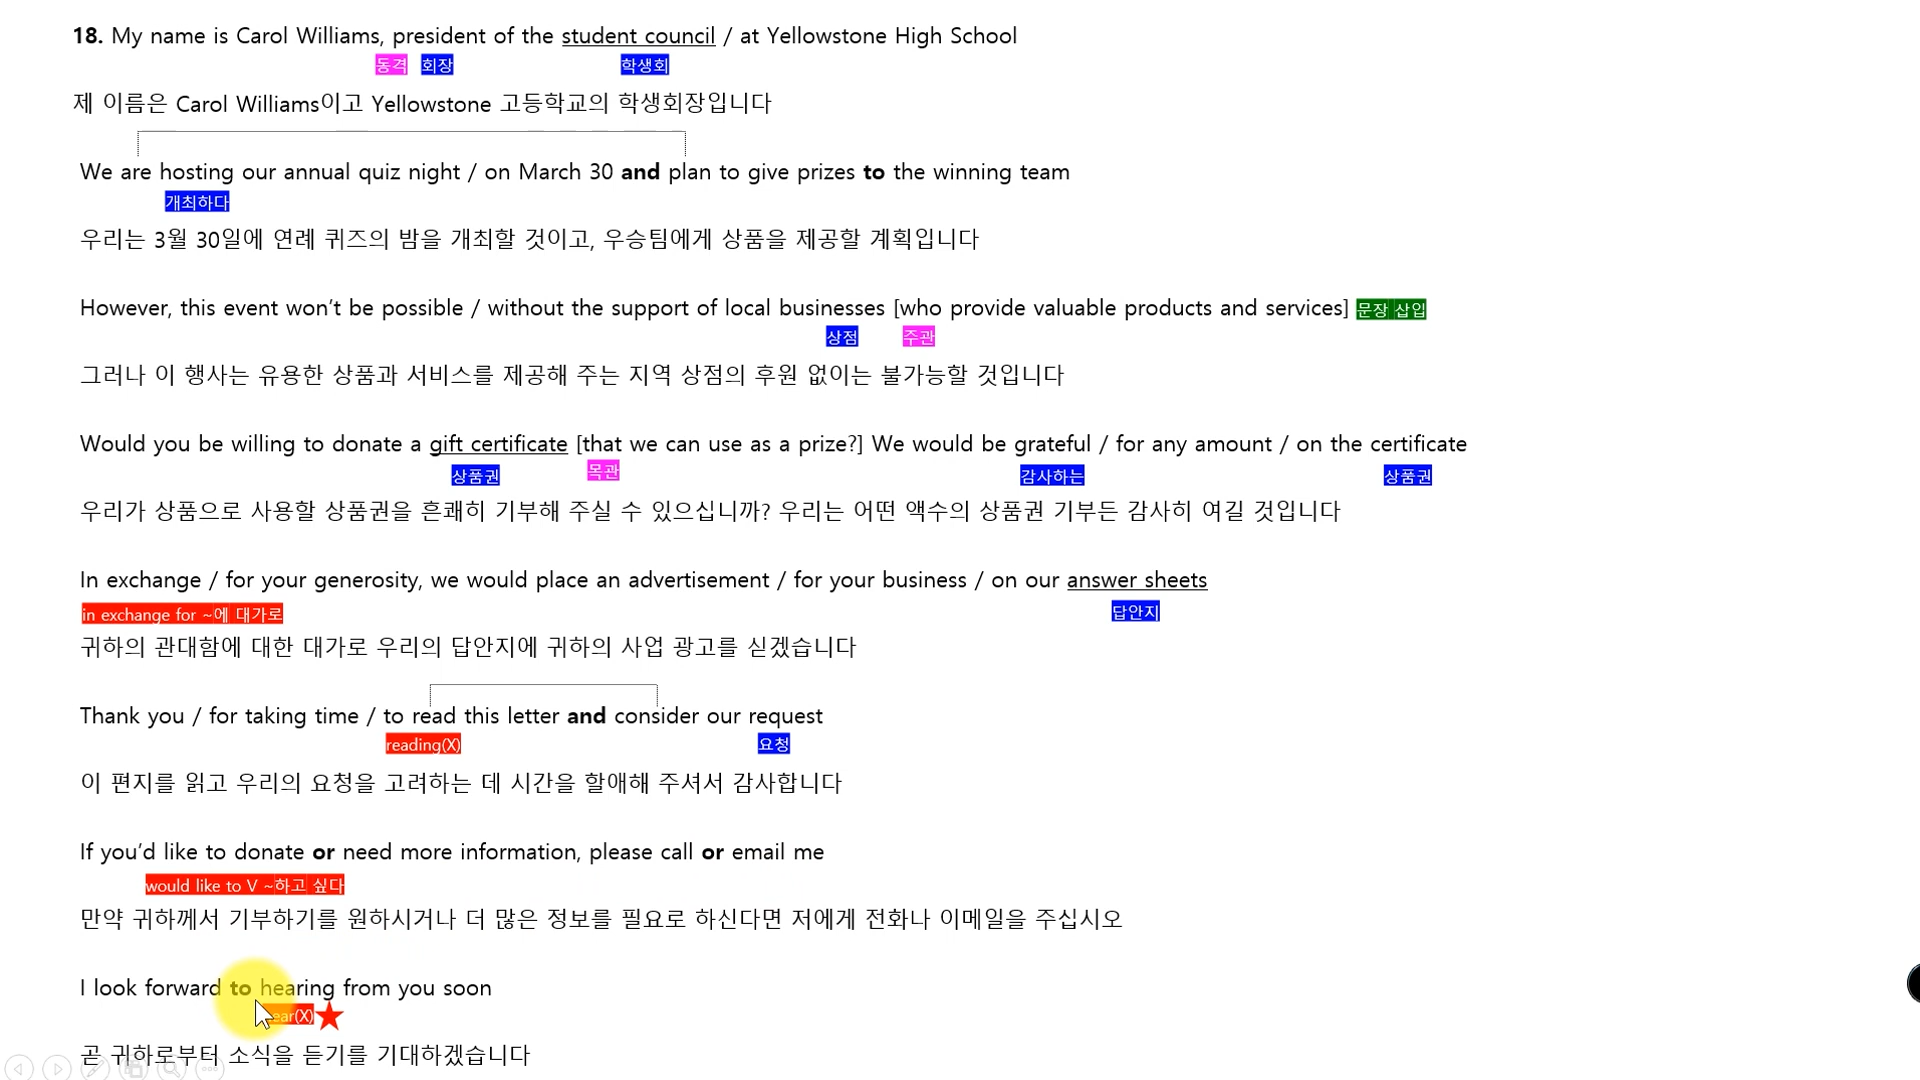 18. My name is Carol Williams, president of the student council / at Yellowstone High School
동격 회장 학생회
제 이름은 Carol Williams이고 Yellowstone 고등학교의 학생회장입니다
We are hosting our annual quiz night / on March 30 and plan to give prizes to the winning team
개최하다
우리는 3월 30일에 연례 퀴즈의 밤을 개최할 것이고, 우승팀에게 상품을 제공할 계획입니다
However, this event won't be possible / without the support of local businesses [who provide valuable products and services] 문장 삽입
상점 주관
그러나 이 행사는 유용한 상품과 서비스를 제공해 주는 지역 상점의 후원 없이는 불가능할 것입니다
Would you be willing to donate a gift certificate [that we can use as a prize?] We would be grateful / for any amount / on the certificate
상품권 목관 감사하는 상품권
우리가 상품으로 사용할 상품권을 흔쾌히 기부해 주실 수 있으십니까? 우리는 어떤 액수의 상품권 기부든 감사히 여길 것입니다
In exchange / for your generosity, we would place an advertisement / for your business / on our answer sheets
in exchange for ~에 대가로 답안지
귀하의 관대함에 대한 대가로 우리의 답안지에 귀하의 사업 광고를 싣겠습니다
Thank you / for taking time / to read this letter and consider our request
reading(X) 요청
이 편지를 읽고 우리의 요청을 고려하는 데 시간을 할애해 주셔서 감사합니다
If you'd like to donate or need more information, please call or email me
would like to V ~하고 싶다
만약 귀하께서 기부하기를 원하시거나 더 많은 정보를 필요로 하신다면 저에게 전화나 이메일을 주십시오
I look forward to hearing from you soon
곧 귀하로부터 소식을 듣기를 기대하겠습니다